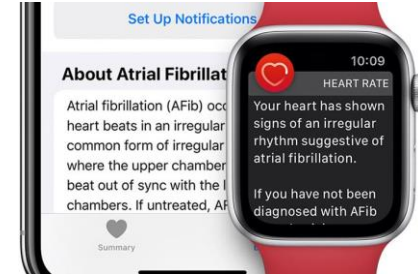 Set Up Notifications
About Atrial Fibrillat
Atrial fibrillation (AFib) occ
heart beats in an irregular
common form of irregular
where the upper chamber
beat out of sync with the
chambers. If untreated,
Summary
10:09
HEART RATE
Your heart has shown
signs of an irregular
rhythm suggestive of
atrial fibrillation.
If you have not been
diagnosed with AFib